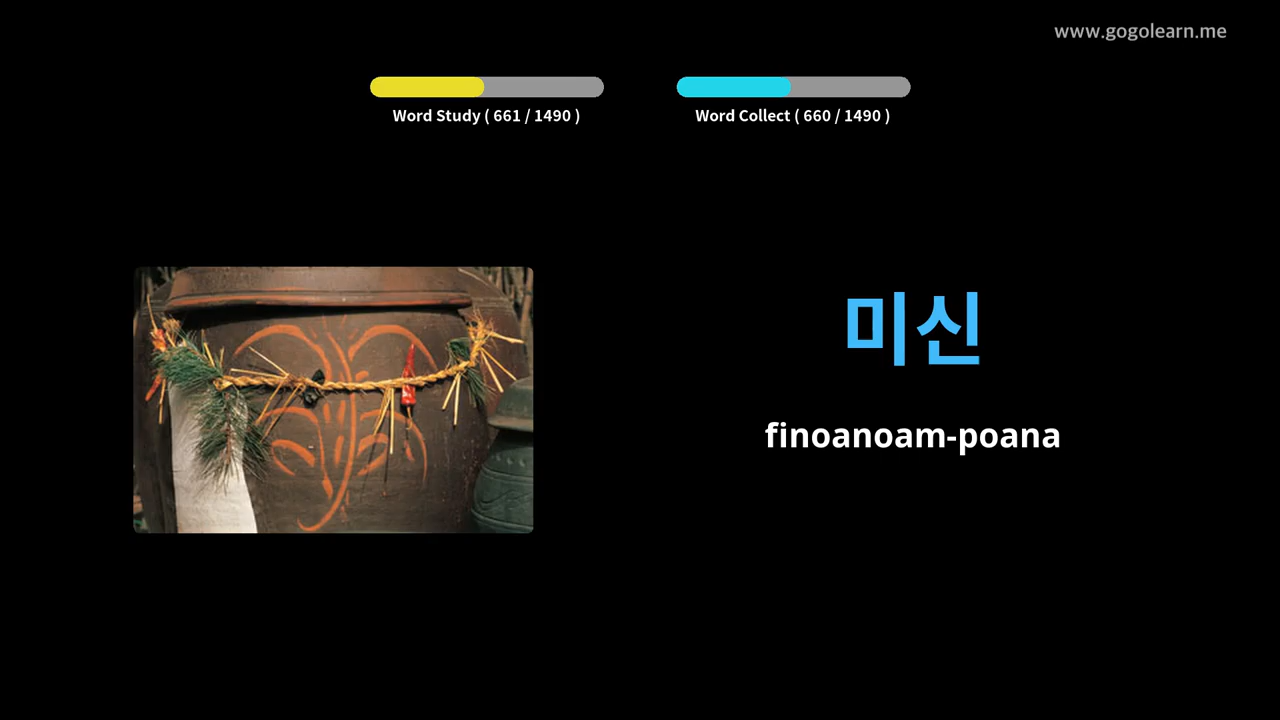 www.gogolearn.me
Word Study ( 661 / 1490 )
Word Collect ( 660 / 1490 )
미신
finoanoam-poana